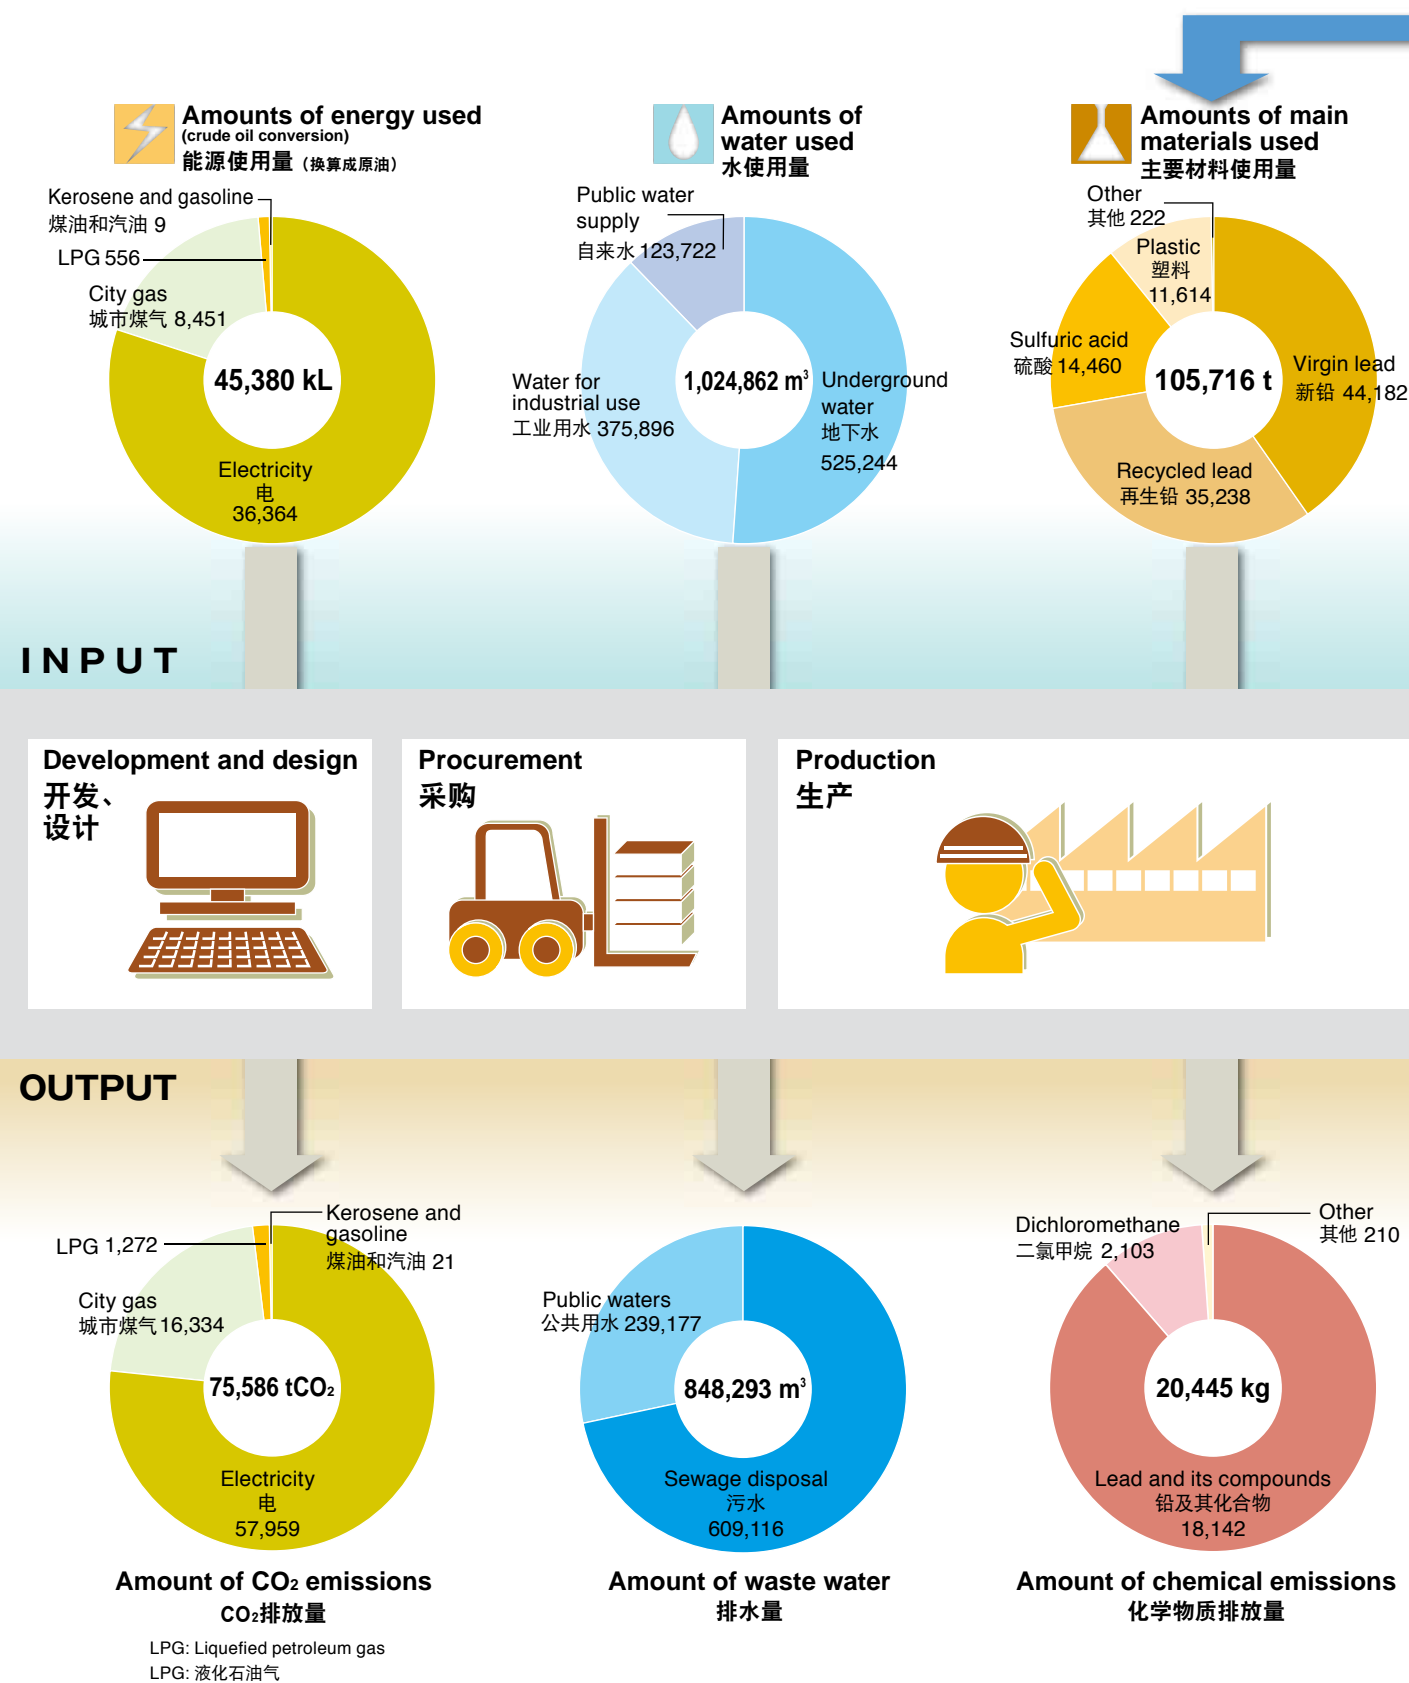 Amounts of energy used
(crude oil conversion)
能源使用量（换算成原油）
Kerosene and gasoline
煤油和汽油 9
LPG 556
City gas
城市煤气 8,451
45,380 kL
Electricity
电
36,364
Amounts of
water used
水使用量
Public water
supply
自来水 123,722
Water for
industrial use
工业用水 375,896
1,024,862 m³
Underground
water
地下水
525,244
Amounts of main
materials used
主要材料使用量
Other
其他 222
Plastic
塑料
11,614
Sulfuric acid
硫酸 14,460
105,716 t
Virgin lead
新铅 44,182
Recycled lead
再生铅 35,238
INPUT
Development and design
开发、
设计
Procurement
采购
Production
生产
OUTPUT
Kerosene and
gasoline
煤油和汽油 21
LPG 1,272
City gas
城市煤气 16,334
75,586 tCO₂
Electricity
电
57,959
Amount of CO₂ emissions
CO₂排放量
LPG: Liquefied petroleum gas
LPG: 液化石油气
Public waters
公共用水 239,177
848,293 m³
Sewage disposal
污水
609,116
Amount of waste water
排水量
Other
其他 210
Dichloromethane
二氯甲烷 2,103
20,445 kg
Lead and its compounds
铅及其化合物
18,142
Amount of chemical emissions
化学物质排放量